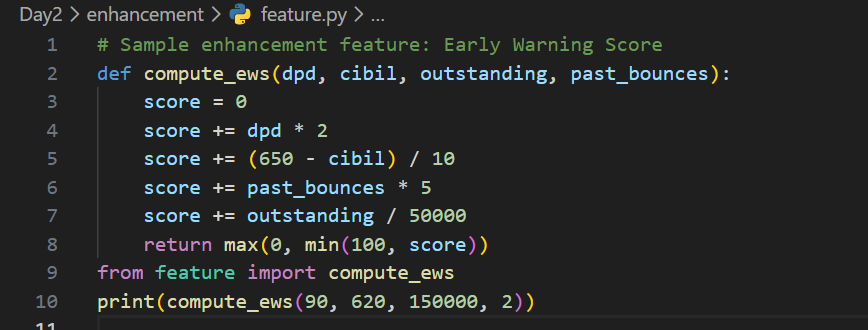 Day2 > enhancement > feature.py > ...
1 # Sample enhancement feature: Early Warning Score
2 def compute_ews(dpd, cibil, outstanding, past_bounces):
3     score = 0
4     score += dpd * 2
5     score += (650 - cibil) / 10
6     score += past_bounces * 5
7     score += outstanding / 50000
8     return max(0, min(100, score))
9 from feature import compute_ews
10 print(compute_ews(90, 620, 150000, 2))
11